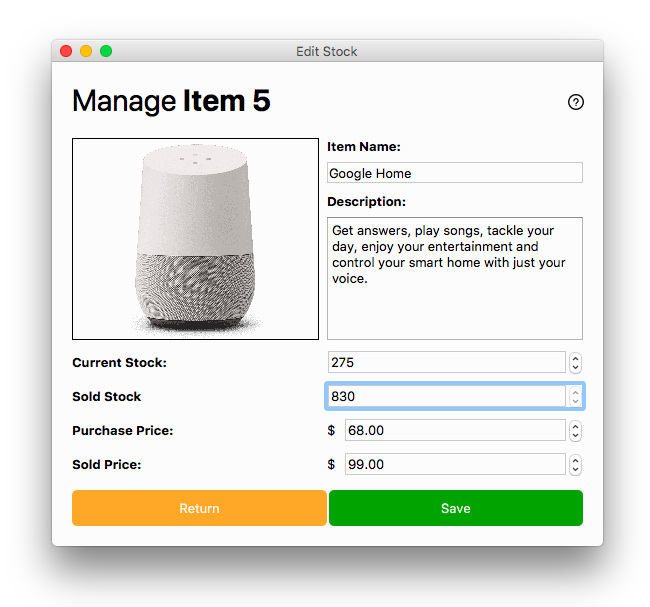 Edit Stock
Manage Item 5
?
Item Name:
Google Home
Description:
Get answers, play songs, tackle your
day, enjoy your entertainment and
control your smart home with just your
voice.
Current Stock:
275
Sold Stock
830
Purchase Price:
$ 68.00
Sold Price:
$ 99.00
Return
Save